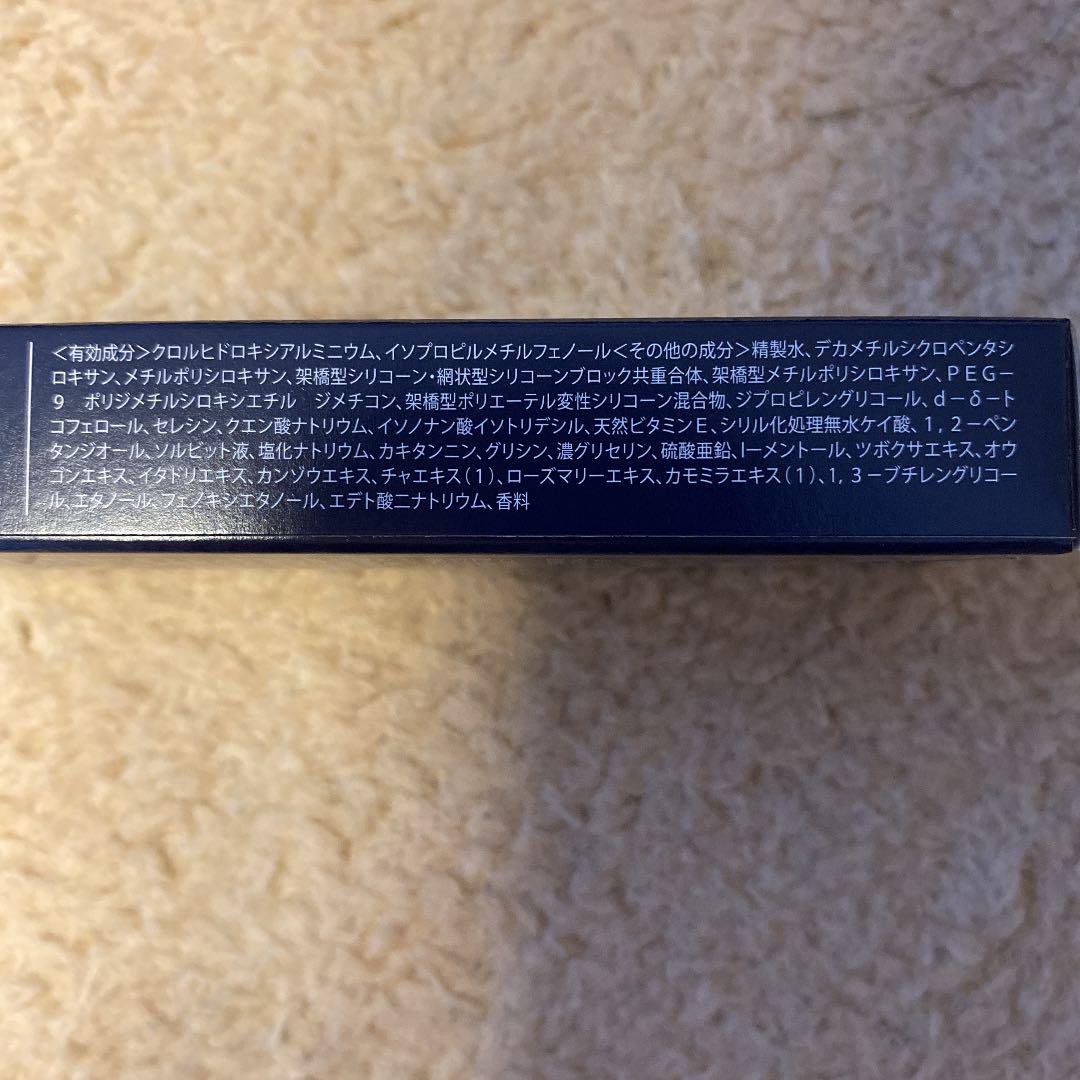 ＜有効成分＞クロルヒドロキシアルミニウム、イソプロピルメチルフェノール＜その他の成分＞精製水、デカメチルシクロペンタシ
ロキサン、メチルポリシロキサン、架橋型シリコーン・網状型シリコーンブロック共重合体、架橋型メチルポリシロキサン、ＰＥＧ－
９　ポリジメチルシロキシエチル　ジメチコン、架橋型ポリエーテル変性シリコーン混合物、ジプロピレングリコール、ｄ－δ－ト
コフェロール、セレシン、クエン酸ナトリウム、イソノナン酸イソトリデシル、天然ビタミンＥ、シリル化処理無水ケイ酸、１，２－ペン
タンジオール、ソルビット液、塩化ナトリウム、カキタンニン、グリシン、濃グリセリン、硫酸亜鉛、ｌ－メントール、ツボクサエキス、オウ
ゴンエキス、イタドリエキス、カンゾウエキス、チャエキス（１）、ローズマリーエキス、カモミラエキス（１）、１，３－ブチレングリコー
ル、エタノール、フェノキシエタノール、エデト酸二ナトリウム、香料